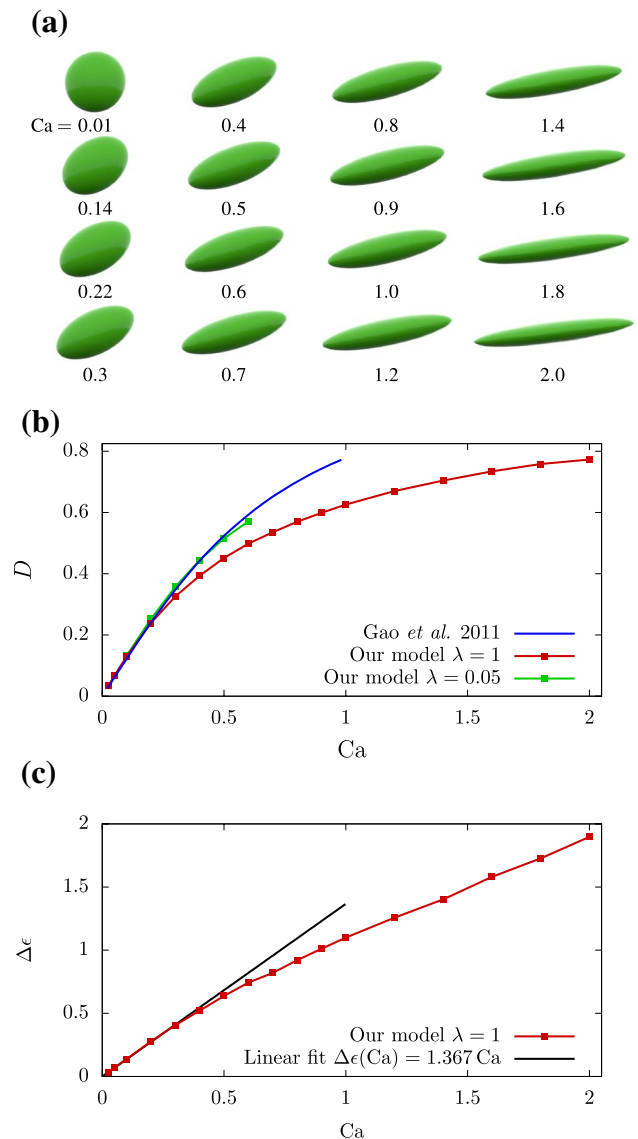 (a)
Ca = 0.01 0.4 0.8 1.4
0.14 0.5 0.9 1.6
0.22 0.6 1.0 1.8
0.3 0.7 1.2 2.0
(b)
0.8
0.6
D
0.4
0.2
0
Gao et al. 2011
Our model λ = 1
Our model λ = 0.05
0 0.5 1 1.5 2
Ca
(c)
2
1.5
Δϵ
1
0.5
0
Our model λ = 1
Linear fit Δϵ(Ca) = 1.367 Ca
0 0.5 1 1.5 2
Ca